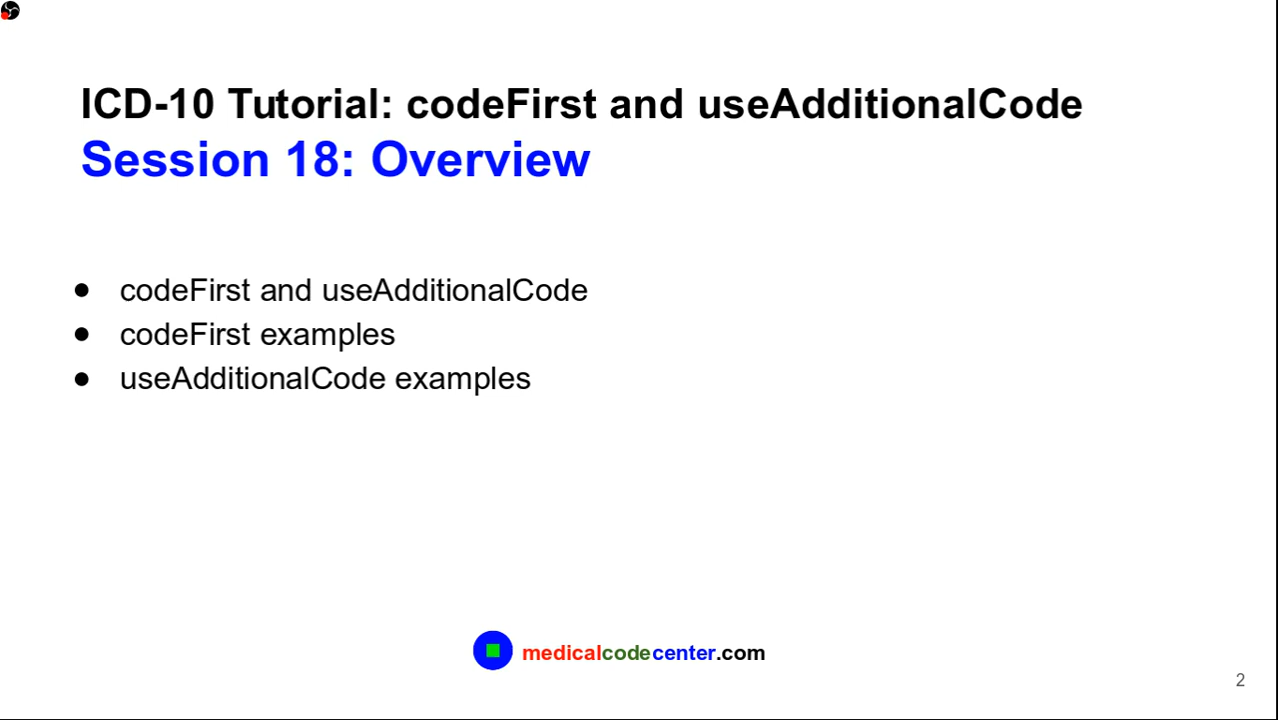 ICD-10 Tutorial: codeFirst and useAdditionalCode
Session 18: Overview
● codeFirst and useAdditionalCode
● codeFirst examples
● useAdditionalCode examples
medicalcodecenter.com
2